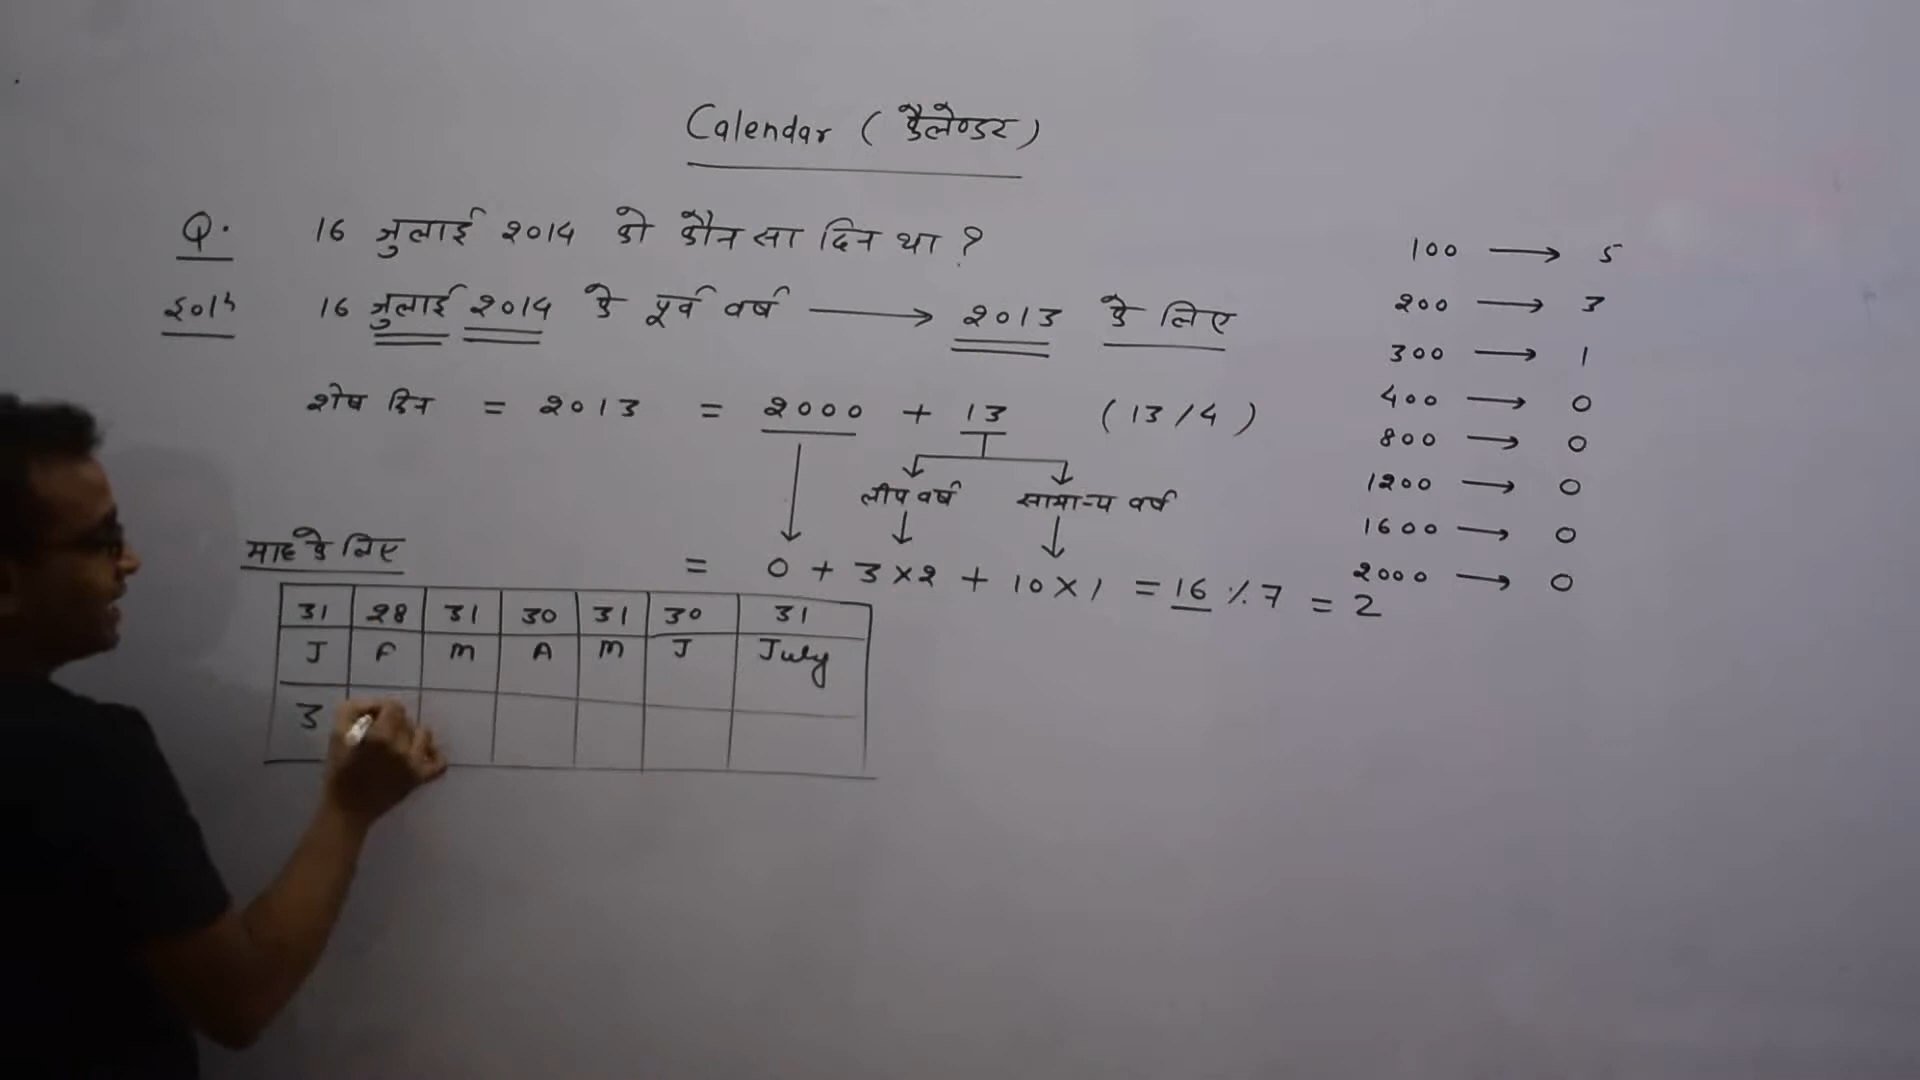 Calendar (कैलेण्डर)
Q. 16 जुलाई 2014 को कौन सा दिन था ?
16 जुलाई 2014 के पूर्व वर्ष → 2013 के लिए
शेष दिन = 2013 = 2000 + 13 (13/4)
लीप वर्ष सामान्य वर्ष
= 0 + 3×2 + 10×1 = 16 % 7 = 2
माह के लिए
31 28 31 30 31 30 31
J F M A M J July
3
100 → 5
200 → 3
300 → 1
400 → 0
800 → 0
1200 → 0
1600 → 0
2000 → 0